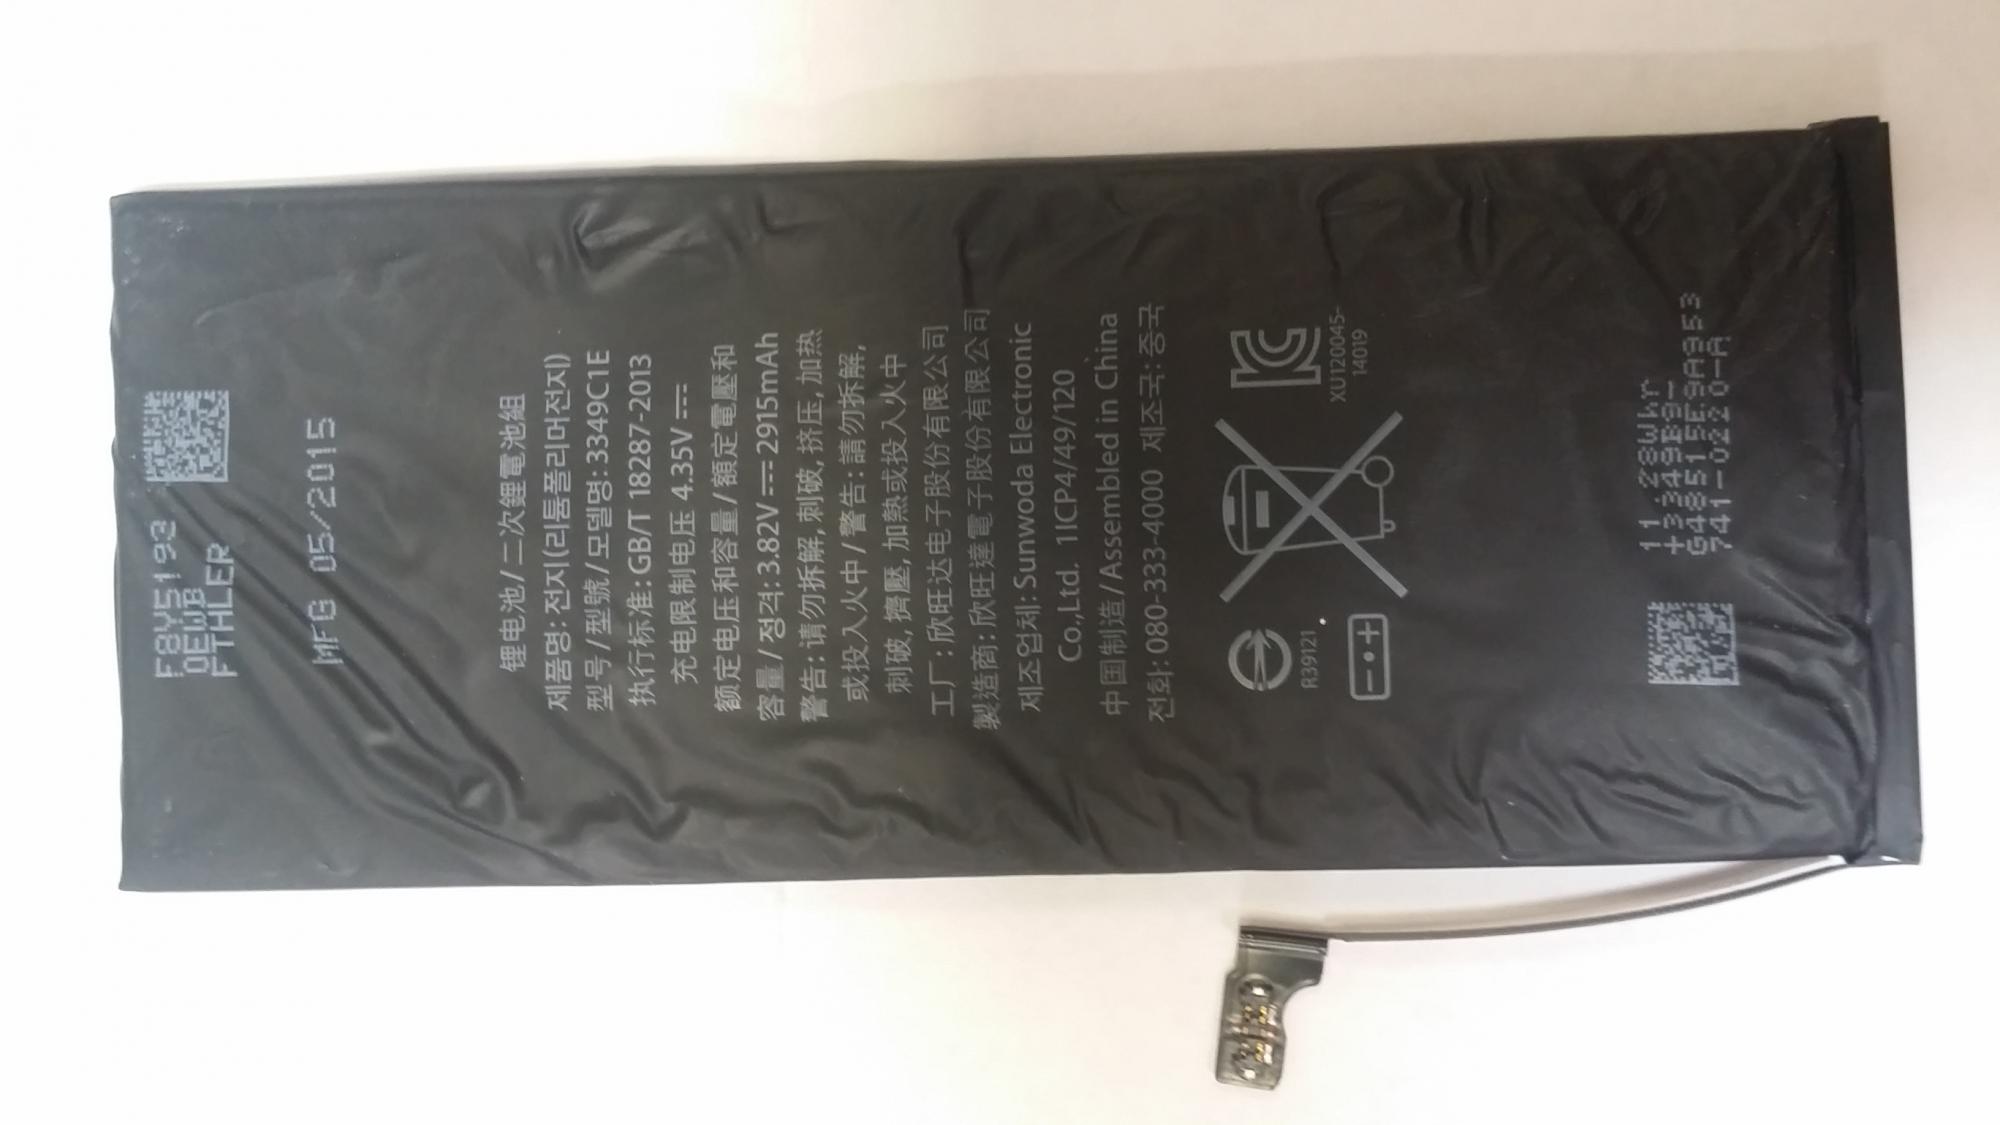 F8Y5193
0EWB
FTHLER
MFG 05/2015
锂电池/二次鋰電池組
제품명: 전지(리튬폴리머전지)
型号/型號/모델명: 3349C1E
执行标准: GB/T 18287-2013
充电限制电压 4.35V ⎓
额定电压和容量/額定電壓和
容量/정격: 3.82V ⎓ 2915mAh
警告: 请勿拆解, 刺破, 挤压, 加热
或投入火中/警告: 請勿拆解,
刺破, 擠壓, 加熱或投入火中
工厂: 欣旺达电子股份有限公司
製造商: 欣旺達電子股份有限公司
제조업체: Sunwoda Electronic
Co.,Ltd. 1ICP4/49/120
中国制造/Assembled in China
전화: 080-333-4000 제조국: 중국
R39121
XU120045-
14019
11.28Whr
+3349B9-
G48515E9A953
741-0220-A